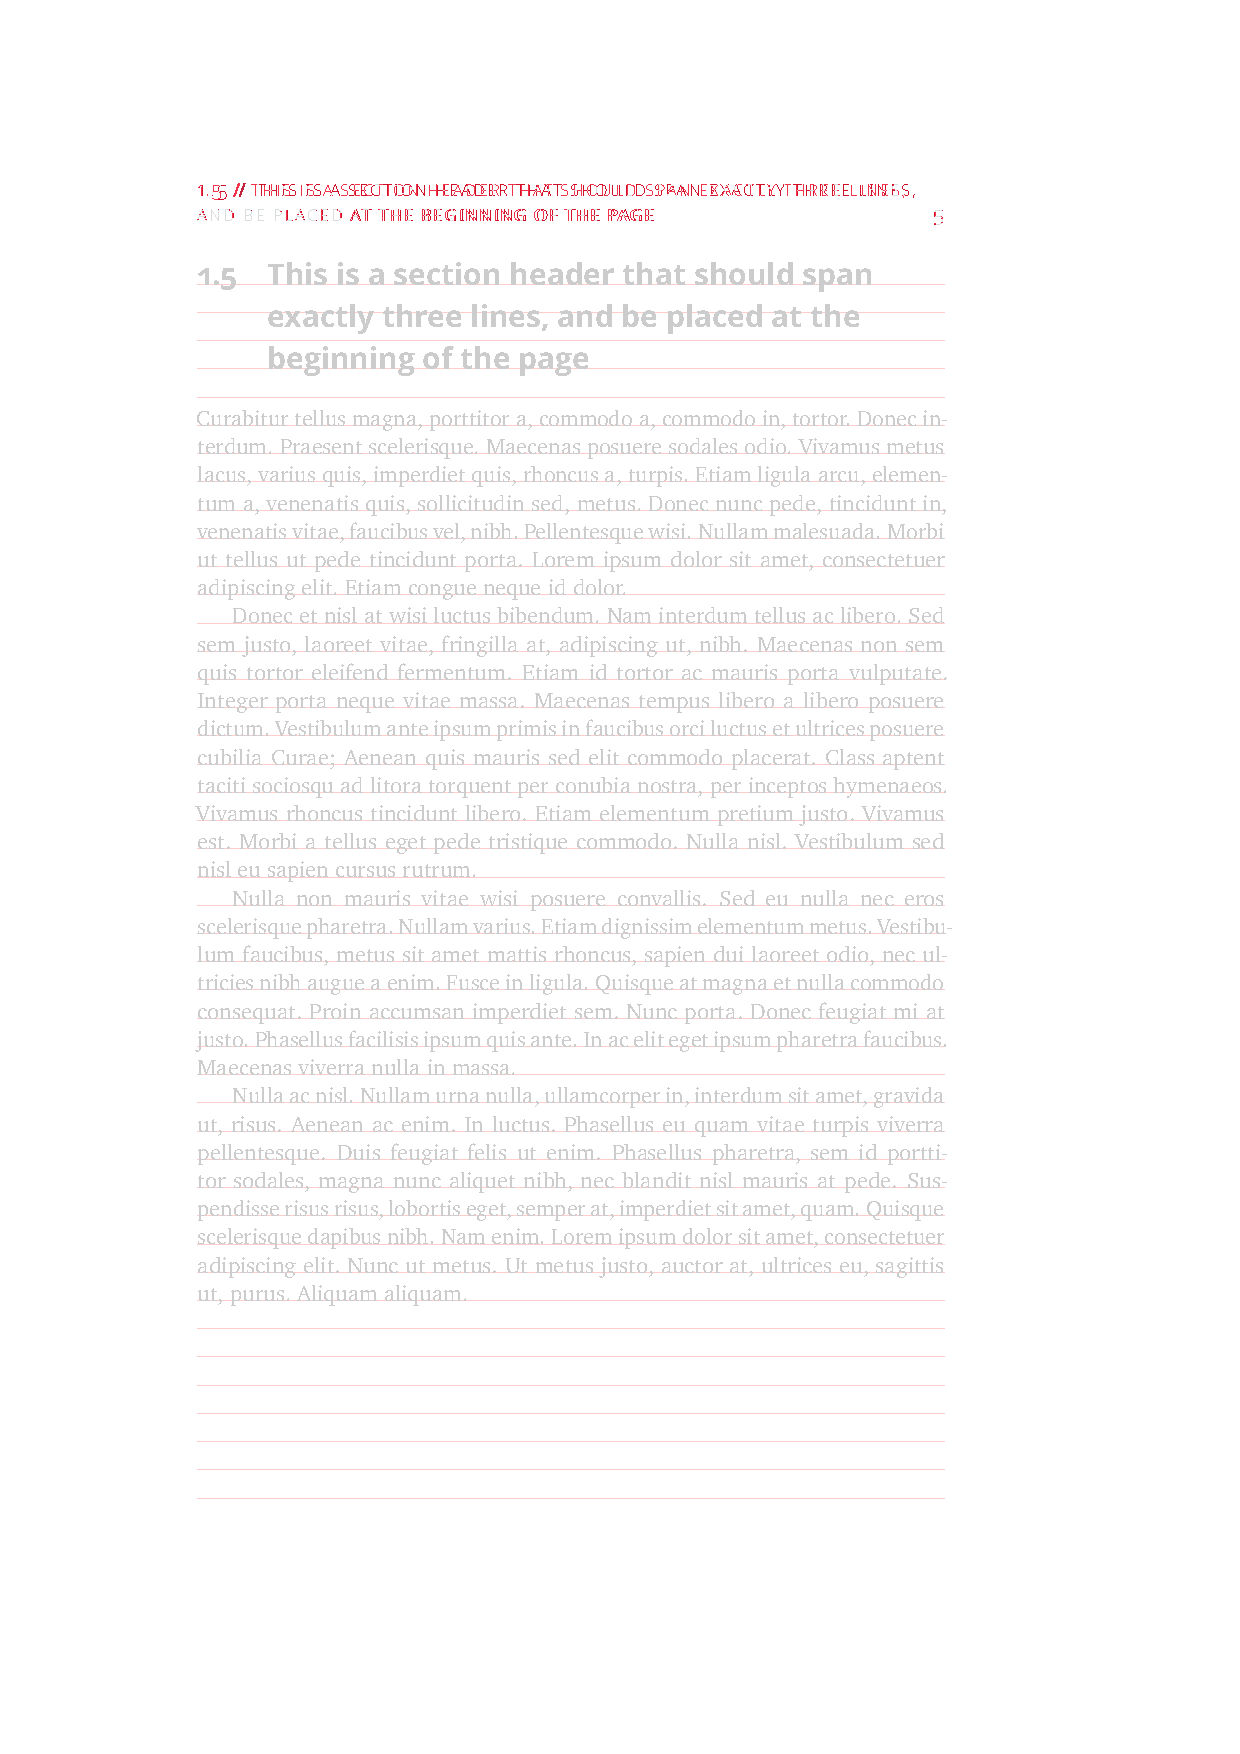 1.5 // THIS IS A SECTION HEADER THAT SHOULD SPAN EXACTLY THREE LINES,
AND BE PLACED AT THE BEGINNING OF THE PAGE 5
1.5 This is a section header that should span
exactly three lines, and be placed at the
beginning of the page
Curabitur tellus magna, porttitor a, commodo a, commodo in, tortor. Donec in-
terdum. Praesent scelerisque. Maecenas posuere sodales odio. Vivamus metus
lacus, varius quis, imperdiet quis, rhoncus a, turpis. Etiam ligula arcu, elemen-
tum a, venenatis quis, sollicitudin sed, metus. Donec nunc pede, tincidunt in,
venenatis vitae, faucibus vel, nibh. Pellentesque wisi. Nullam malesuada. Morbi
ut tellus ut pede tincidunt porta. Lorem ipsum dolor sit amet, consectetuer
adipiscing elit. Etiam congue neque id dolor.
Donec et nisl at wisi luctus bibendum. Nam interdum tellus ac libero. Sed
sem justo, laoreet vitae, fringilla at, adipiscing ut, nibh. Maecenas non sem
quis tortor eleifend fermentum. Etiam id tortor ac mauris porta vulputate.
Integer porta neque vitae massa. Maecenas tempus libero a libero posuere
dictum. Vestibulum ante ipsum primis in faucibus orci luctus et ultrices posuere
cubilia Curae; Aenean quis mauris sed elit commodo placerat. Class aptent
taciti sociosqu ad litora torquent per conubia nostra, per inceptos hymenaeos.
Vivamus rhoncus tincidunt libero. Etiam elementum pretium justo. Vivamus
est. Morbi a tellus eget pede tristique commodo. Nulla nisl. Vestibulum sed
nisl eu sapien cursus rutrum.
Nulla non mauris vitae wisi posuere convallis. Sed eu nulla nec eros
scelerisque pharetra. Nullam varius. Etiam dignissim elementum metus. Vestibu-
lum faucibus, metus sit amet mattis rhoncus, sapien dui laoreet odio, nec ul-
tricies nibh augue a enim. Fusce in ligula. Quisque at magna et nulla commodo
consequat. Proin accumsan imperdiet sem. Nunc porta. Donec feugiat mi at
justo. Phasellus facilisis ipsum quis ante. In ac elit eget ipsum pharetra faucibus.
Maecenas viverra nulla in massa.
Nulla ac nisl. Nullam urna nulla, ullamcorper in, interdum sit amet, gravida
ut, risus. Aenean ac enim. In luctus. Phasellus eu quam vitae turpis viverra
pellentesque. Duis feugiat felis ut enim. Phasellus pharetra, sem id portti-
tor sodales, magna nunc aliquet nibh, nec blandit nisl mauris at pede. Sus-
pendisse risus risus, lobortis eget, semper at, imperdiet sit amet, quam. Quisque
scelerisque dapibus nibh. Nam enim. Lorem ipsum dolor sit amet, consectetuer
adipiscing elit. Nunc ut metus. Ut metus justo, auctor at, ultrices eu, sagittis
ut, purus. Aliquam aliquam.